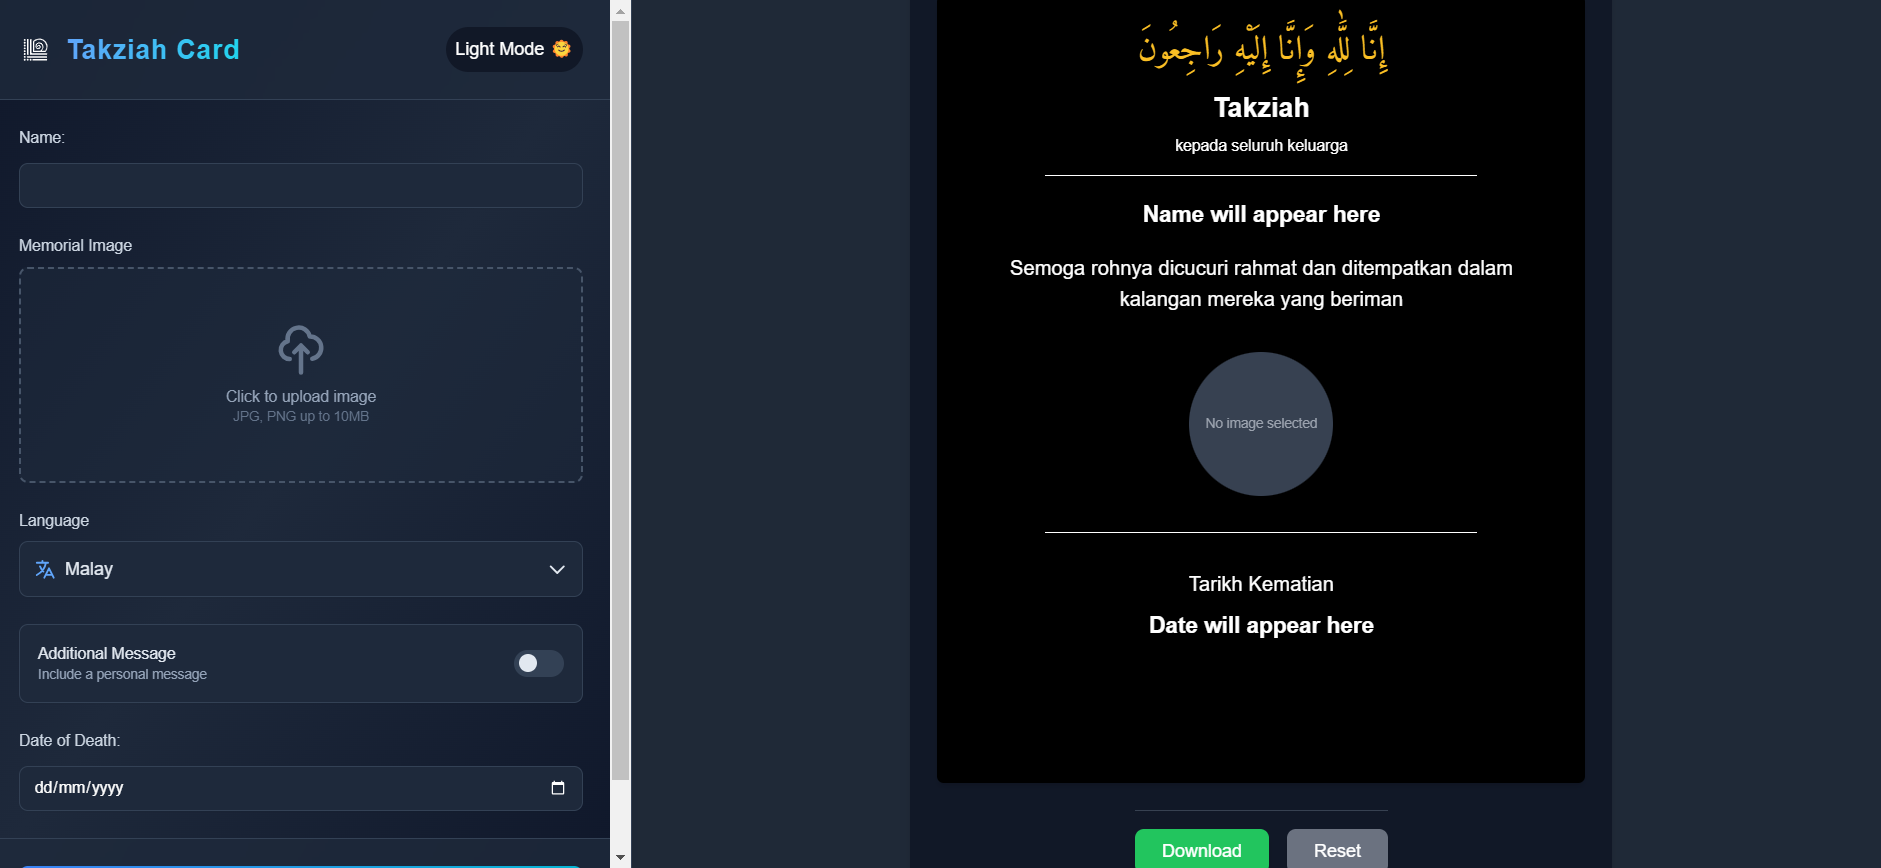 Takziah Card
Light Mode
Name:
Memorial Image
Click to upload image
JPG, PNG up to 10MB
Language
Malay
Additional Message
Include a personal message
Date of Death:
dd/mm/yyyy
إِنَّا لِلَّهِ وَإِنَّا إِلَيْهِ رَاجِعُونَ
Takziah
kepada seluruh keluarga
Name will appear here
Semoga rohnya dicucuri rahmat dan ditempatkan dalam
kalangan mereka yang beriman
No image selected
Tarikh Kematian
Date will appear here
Download
Reset